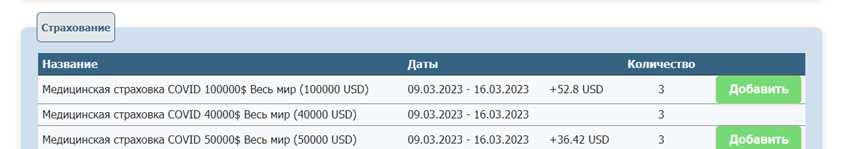 Страхование
Название Даты Количество
Медицинская страховка COVID 100000$ Весь мир (100000 USD) 09.03.2023 - 16.03.2023 +52.8 USD 3 Добавить
Медицинская страховка COVID 40000$ Весь мир (40000 USD) 09.03.2023 - 16.03.2023 3
Медицинская страховка COVID 50000$ Весь мир (50000 USD) 09.03.2023 - 16.03.2023 +36.42 USD 3 Добавить